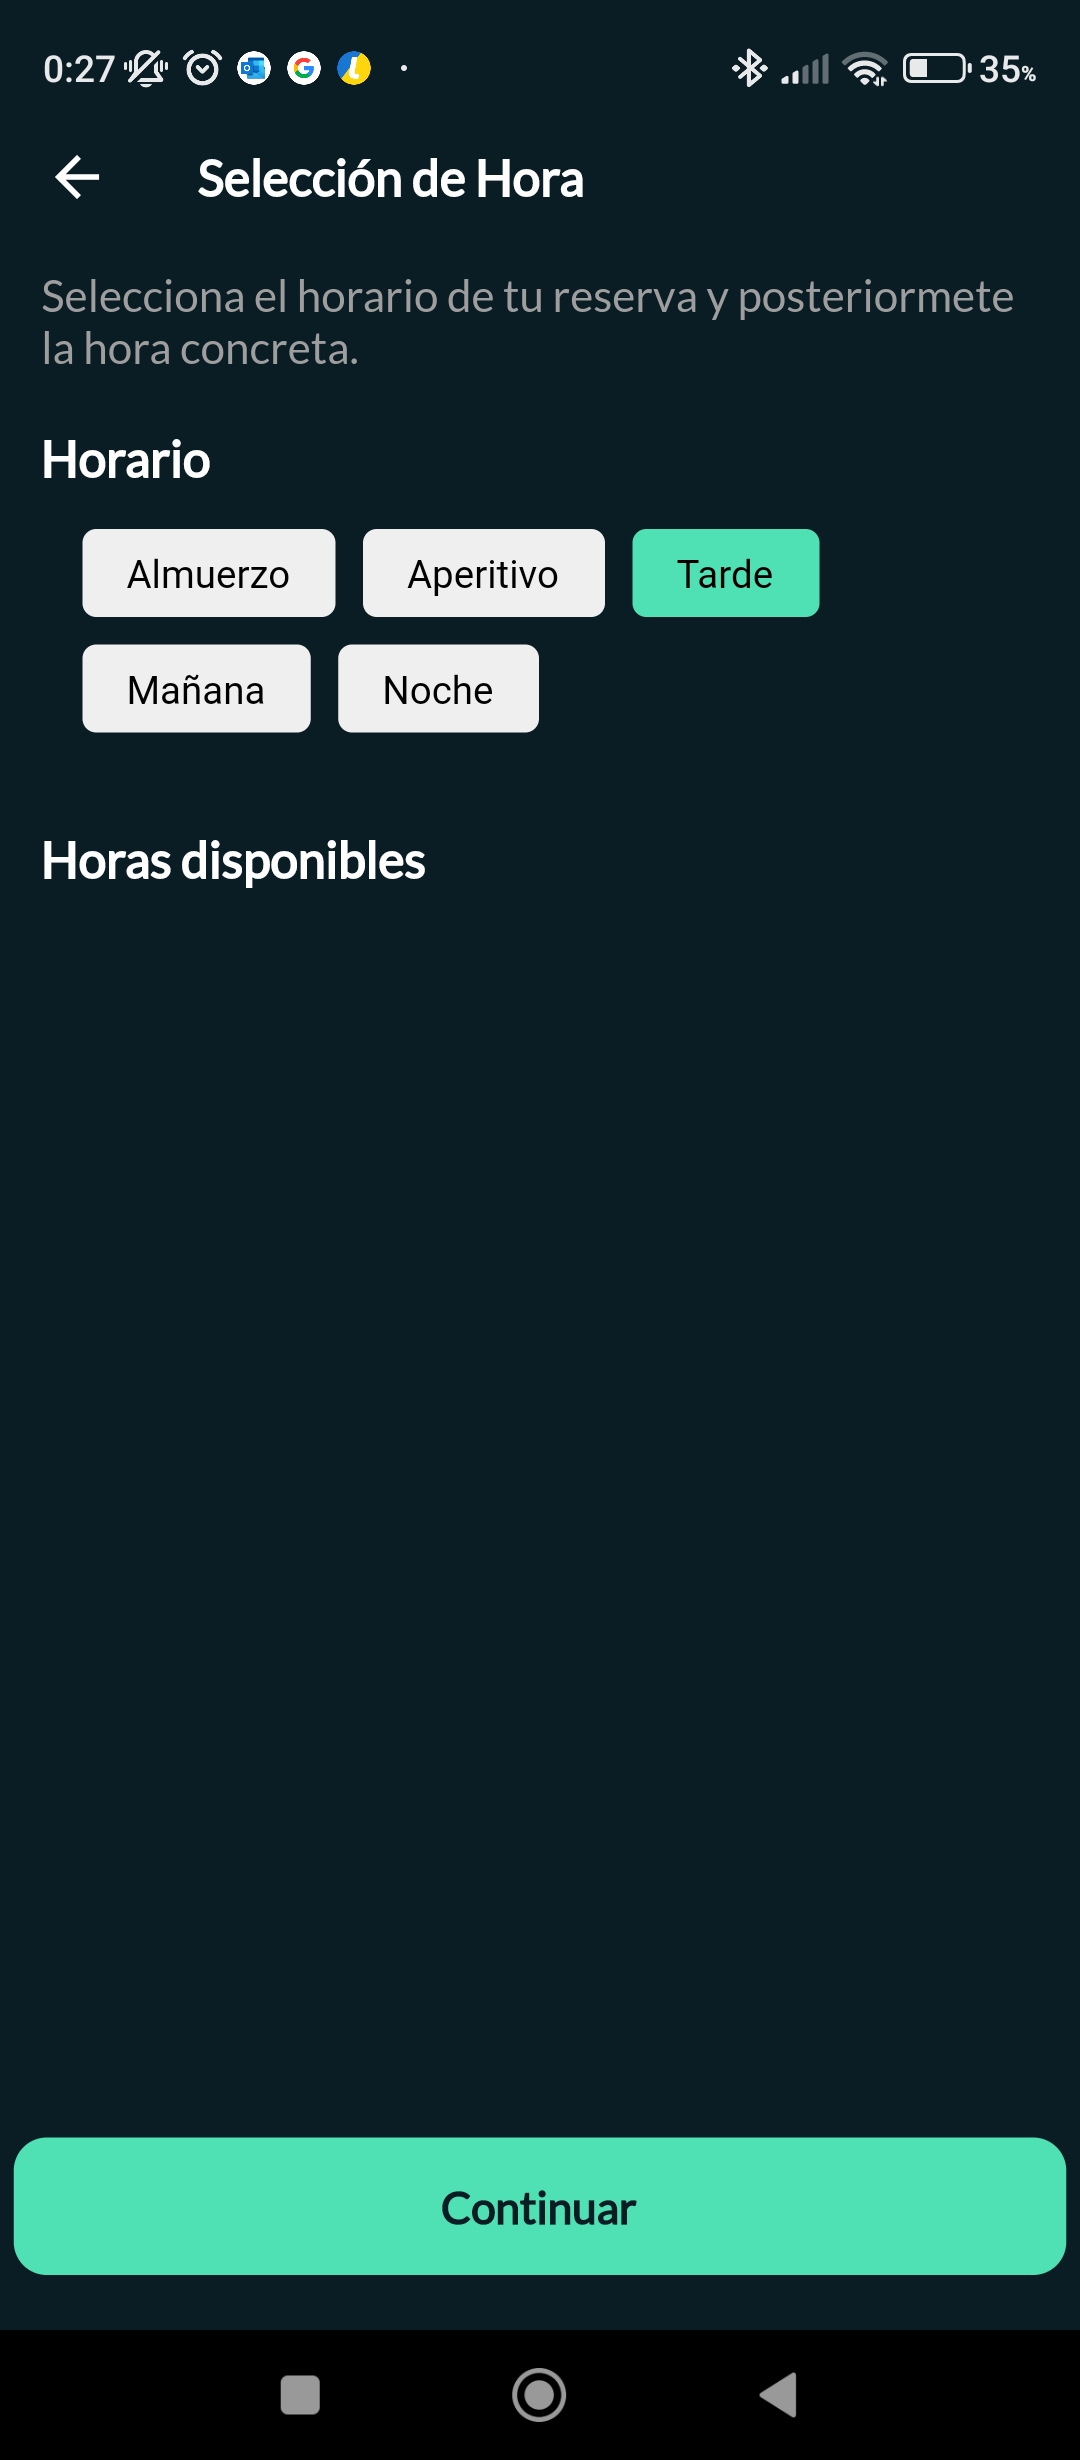 0:27
35%
Selección de Hora
Selecciona el horario de tu reserva y posteriormete
la hora concreta.
Horario
Almuerzo Aperitivo Tarde
Mañana Noche
Horas disponibles
Continuar